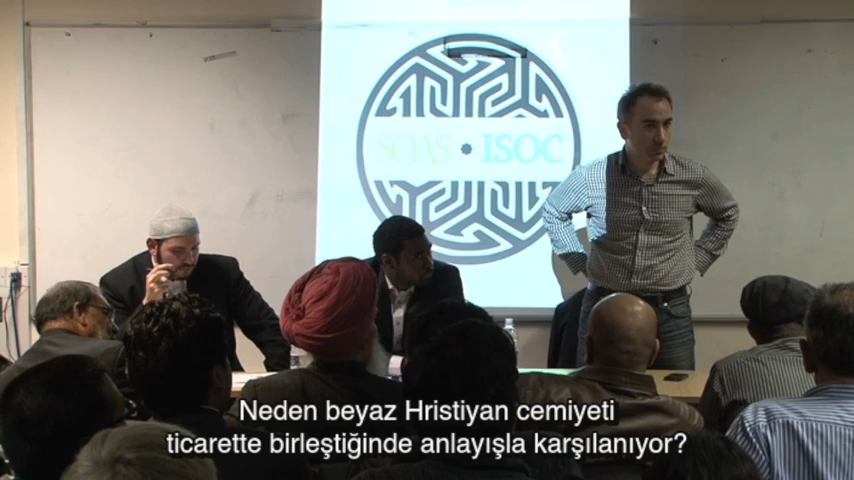 SOAS · ISOC
Neden beyaz Hristiyan cemiyeti
ticarette birleştiğinde anlayışla karşılanıyor?